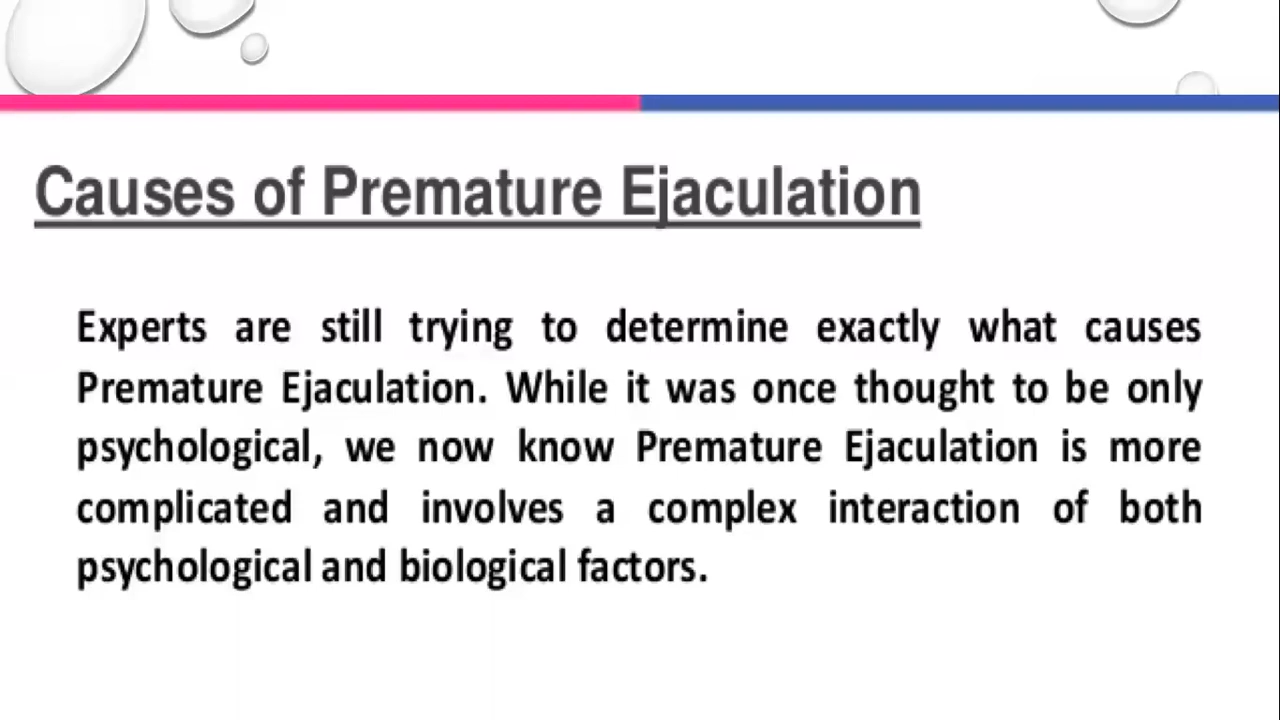 Causes of Premature Ejaculation
Experts are still trying to determine exactly what causes
Premature Ejaculation. While it was once thought to be only
psychological, we now know Premature Ejaculation is more
complicated and involves a complex interaction of both
psychological and biological factors.